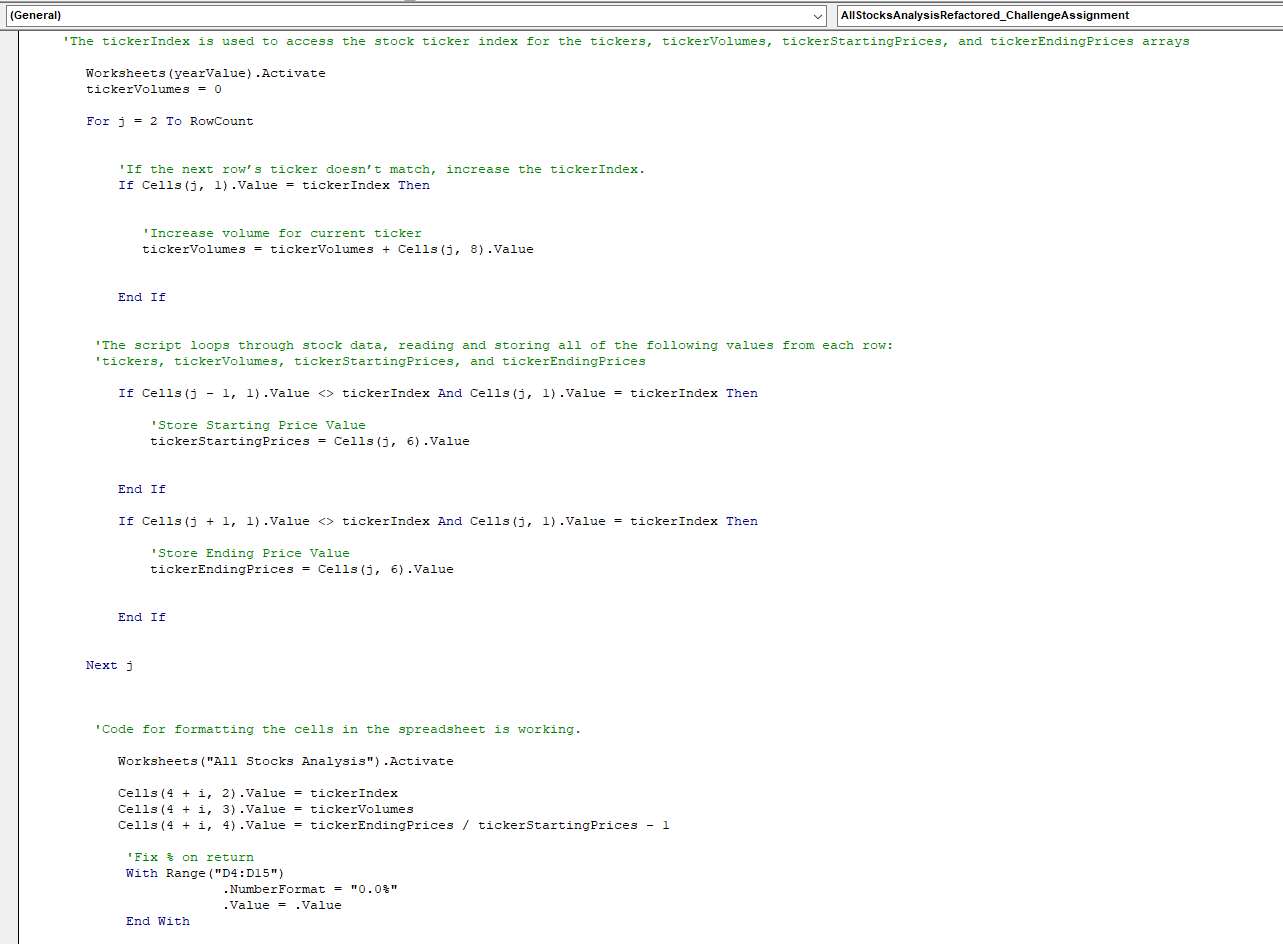 (General)
AllStocksAnalysisRefactored_ChallengeAssignment
'The tickerIndex is used to access the stock ticker index for the tickers, tickerVolumes, tickerStartingPrices, and tickerEndingPrices arrays
Worksheets(yearValue).Activate
tickerVolumes = 0
For j = 2 To RowCount
'If the next row’s ticker doesn’t match, increase the tickerIndex.
If Cells(j, 1).Value = tickerIndex Then
'Increase volume for current ticker
tickerVolumes = tickerVolumes + Cells(j, 8).Value
End If
'The script loops through stock data, reading and storing all of the following values from each row:
'tickers, tickerVolumes, tickerStartingPrices, and tickerEndingPrices
If Cells(j - 1, 1).Value <> tickerIndex And Cells(j, 1).Value = tickerIndex Then
'Store Starting Price Value
tickerStartingPrices = Cells(j, 6).Value
End If
If Cells(j + 1, 1).Value <> tickerIndex And Cells(j, 1).Value = tickerIndex Then
'Store Ending Price Value
tickerEndingPrices = Cells(j, 6).Value
End If
Next j
'Code for formatting the cells in the spreadsheet is working.
Worksheets("All Stocks Analysis").Activate
Cells(4 + i, 2).Value = tickerIndex
Cells(4 + i, 3).Value = tickerVolumes
Cells(4 + i, 4).Value = tickerEndingPrices / tickerStartingPrices - 1
'Fix % on return
With Range("D4:D15")
.NumberFormat = "0.0%"
.Value = .Value
End With